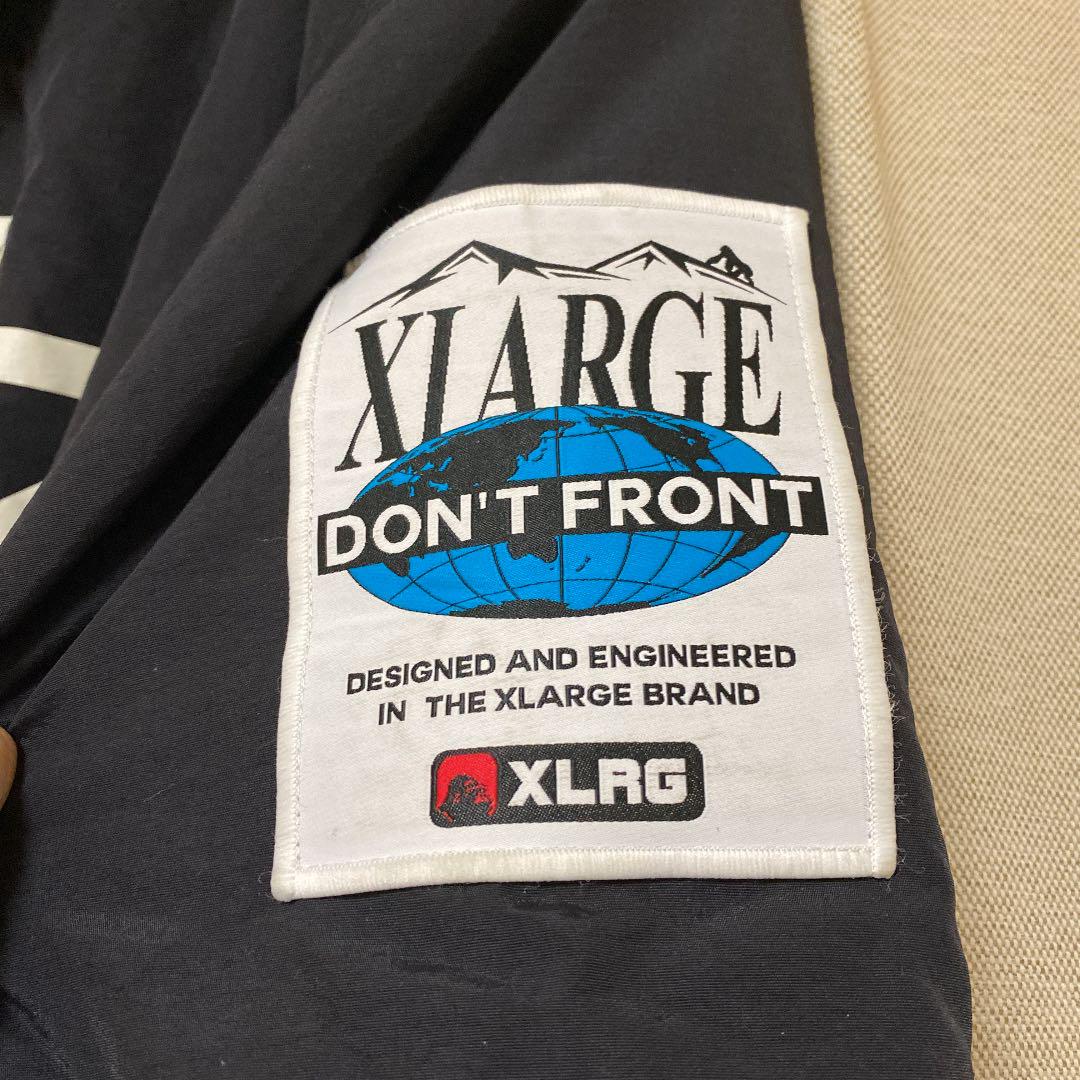 XLARGE
DON'T FRONT
DESIGNED AND ENGINEERED
IN THE XLARGE BRAND
XLRG